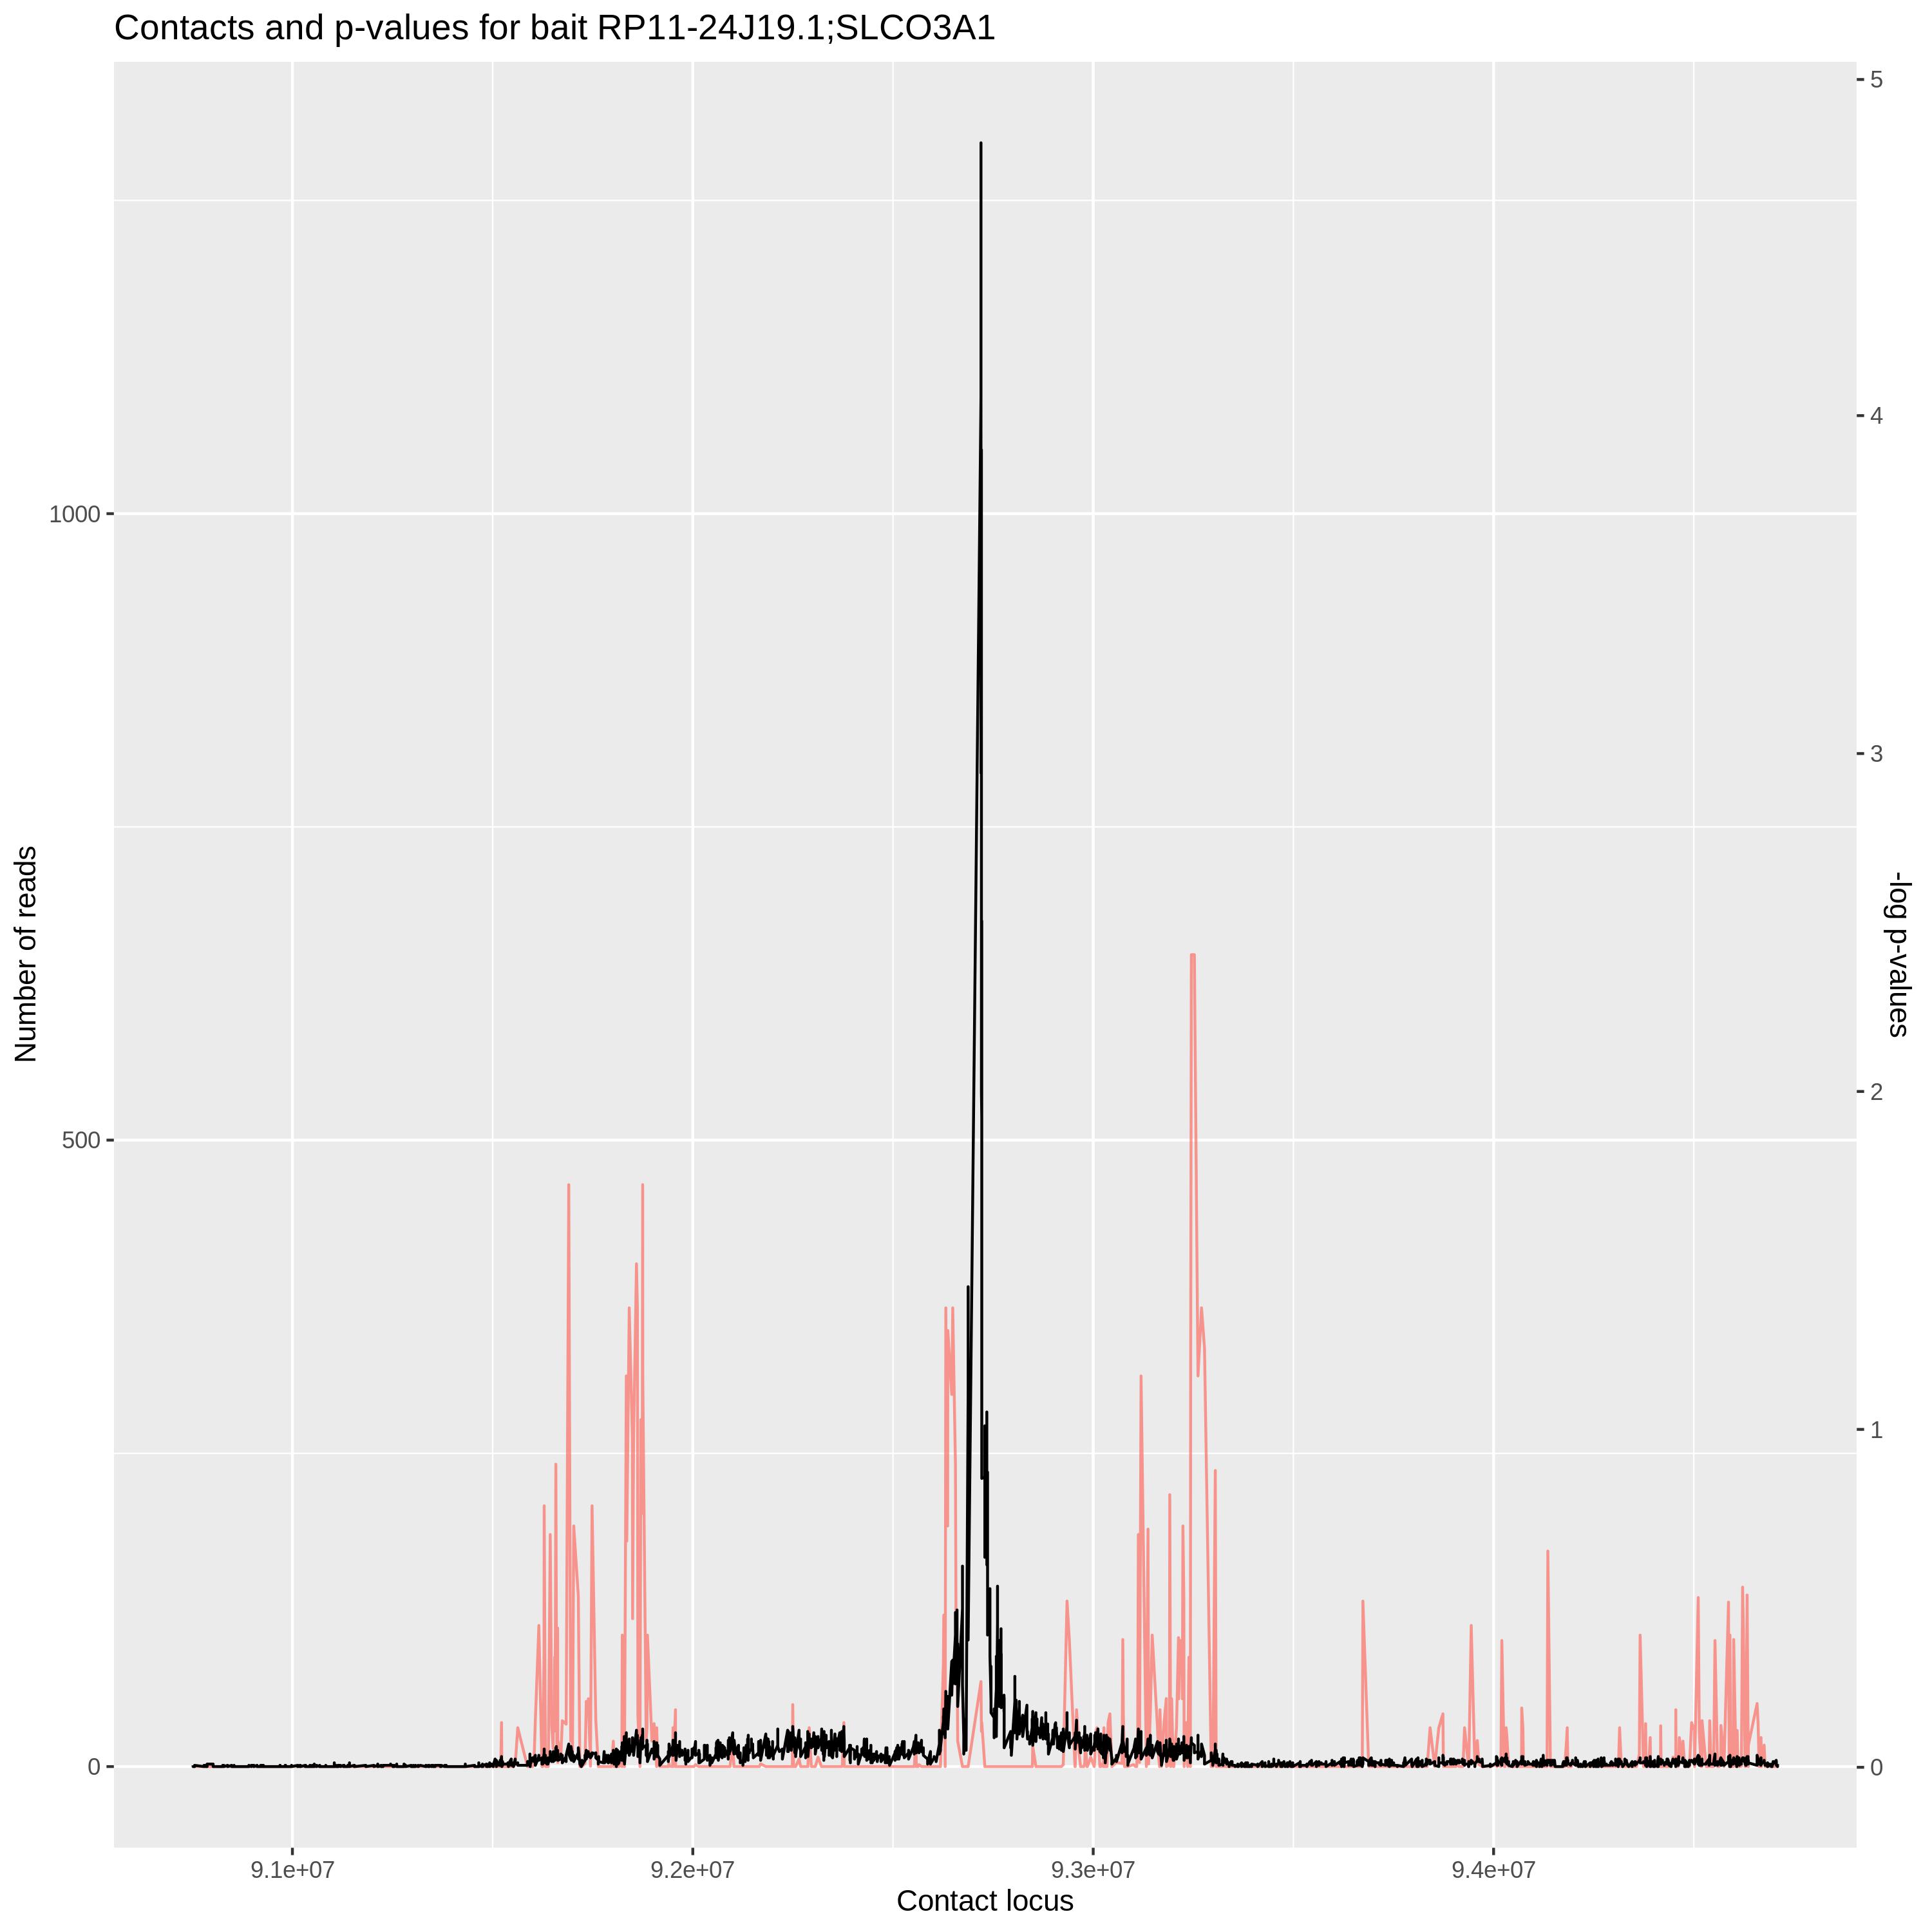 Contacts and p-values for bait RP11-24J19.1;SLCO3A1
Number of reads
1000
500
0
5
4
3
2
1
0
-log p-values
9.1e+07
9.2e+07
9.3e+07
9.4e+07
Contact locus